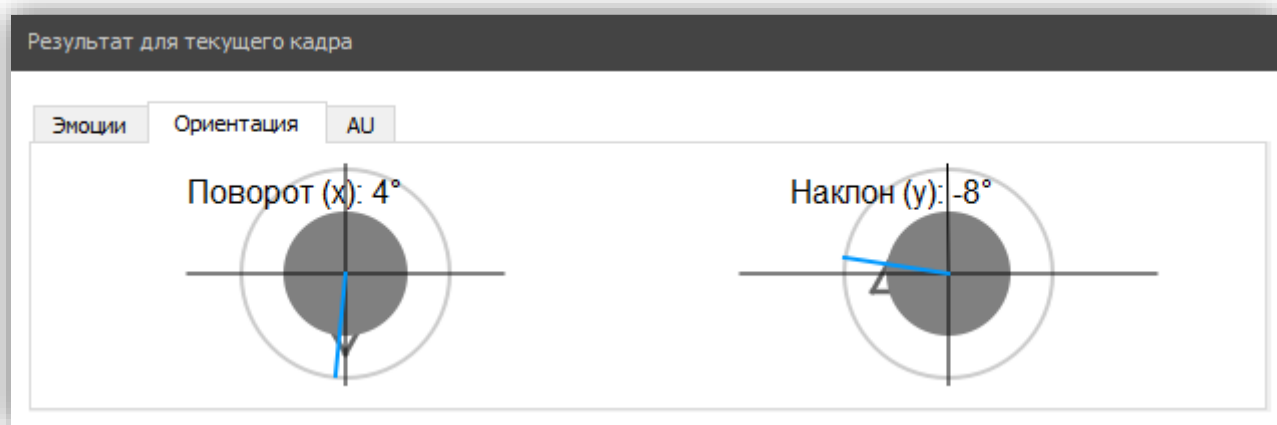 Результат для текущего кадра
Эмоции Ориентация AU
Поворот (x): 4° Наклон (y): -8°